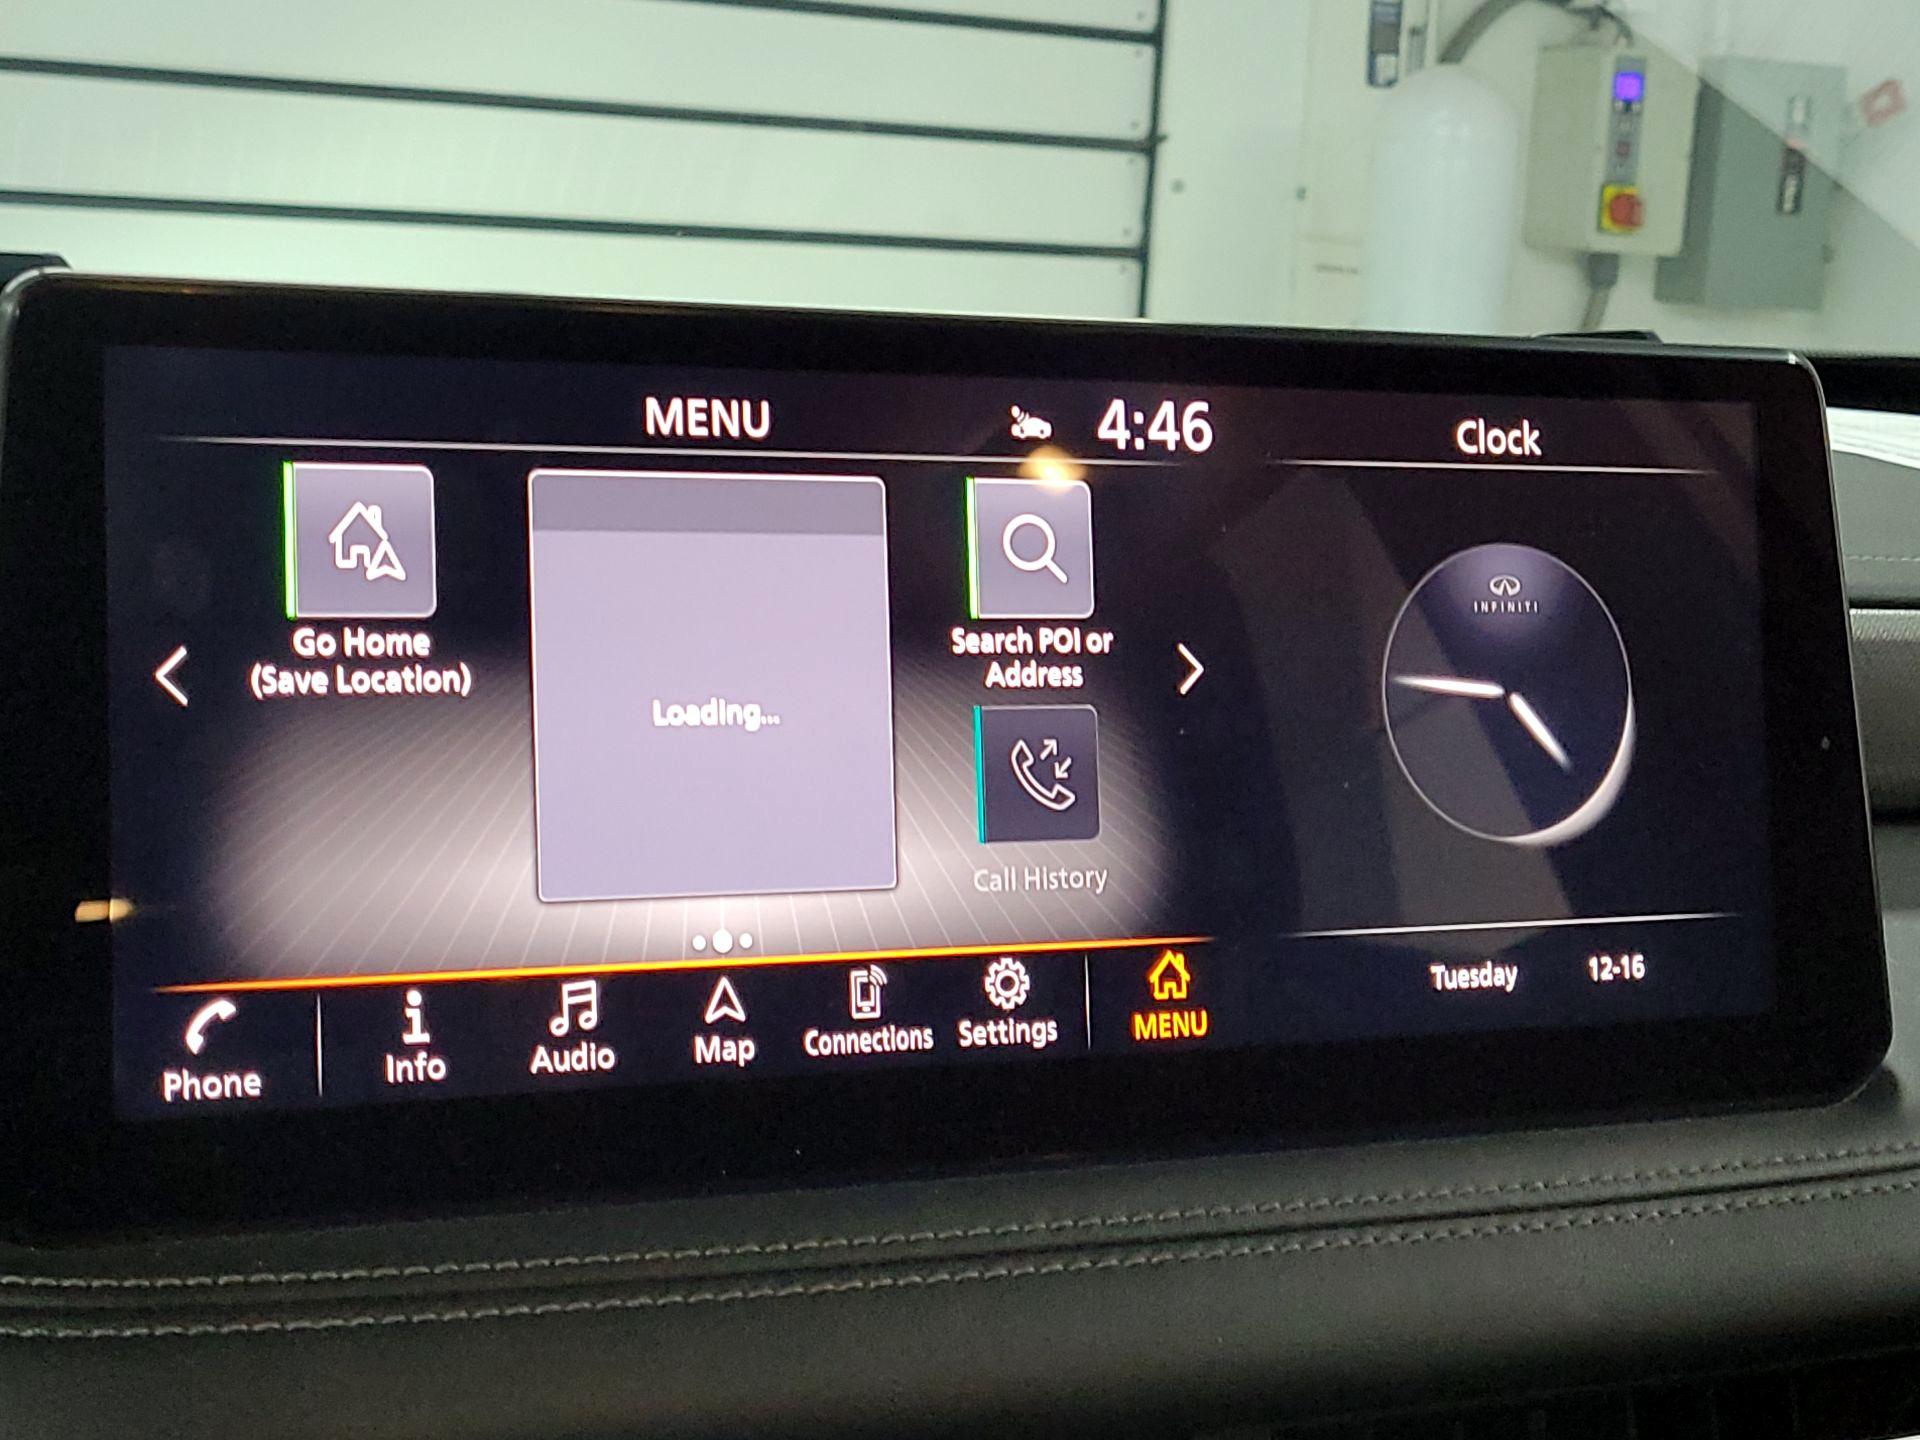 MENU
4:46
Clock
INFINITI
Go Home
(Save Location)
Loading...
Search POI or
Address
Call History
Tuesday 12-16
Phone
Info
Audio
Map
Connections
Settings
MENU